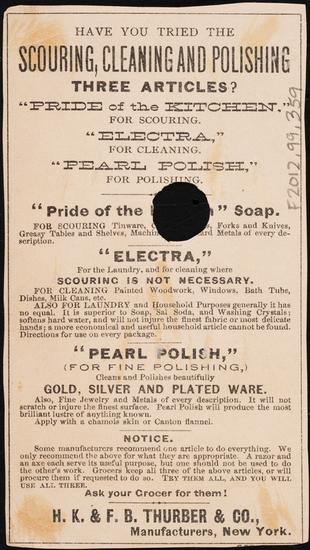 HAVE YOU TRIED THE
SCOURING, CLEANING AND POLISHING
THREE ARTICLES?
"PRIDE of the KITCHEN,"
FOR SCOURING.
"ELECTRA,"
FOR CLEANING.
"PEARL POLISH,"
FOR POLISHING.
"Pride of the K n" Soap.
FOR SCOURING Tinware, Forks and Knives,
Greasy Tables and Shelves, Metals of every de-
scription.
"ELECTRA,"
For the Laundry, and for cleaning where
SCOURING IS NOT NECESSARY.
FOR CLEANING Painted Woodwork, Windows, Bath Tube,
Dishes, Milk Cans, etc.
ALSO FOR LAUNDRY and Household Purposes generally it has
no equal. It is superior to Soap, Sal Soda, and Washing Crystals;
softens hard water, and will not injure the finest fabric or most delicate
hands; a more economical and useful household article cannot be found.
Directions for use on every package.
"PEARL POLISH,"
(FOR FINE POLISHING,)
Cleans and Polishes beautifully
GOLD, SILVER AND PLATED WARE.
Also, Fine Jewelry and Metals of every description. It will not
scratch or injure the finest surface. Pearl Polish will produce the most
brilliant lustre of anything known.
Apply with a chamois skin or Canton flannel.
NOTICE.
Some manufacturers recommend one article to do everything. We
only recommend the above for what they are appropriate. A razor and
an axe each serve its useful purpose, but one should not be used to do
the other's work. Grocers keep all three of the above articles, or will
procure them if requested to do so. TRY THEM ALL, AND YOU WILL
USE ALL THREE.
Ask your Grocer for them!
H. K. & F. B. THURBER & CO.,
Manufacturers, New York.
F2012.99.359